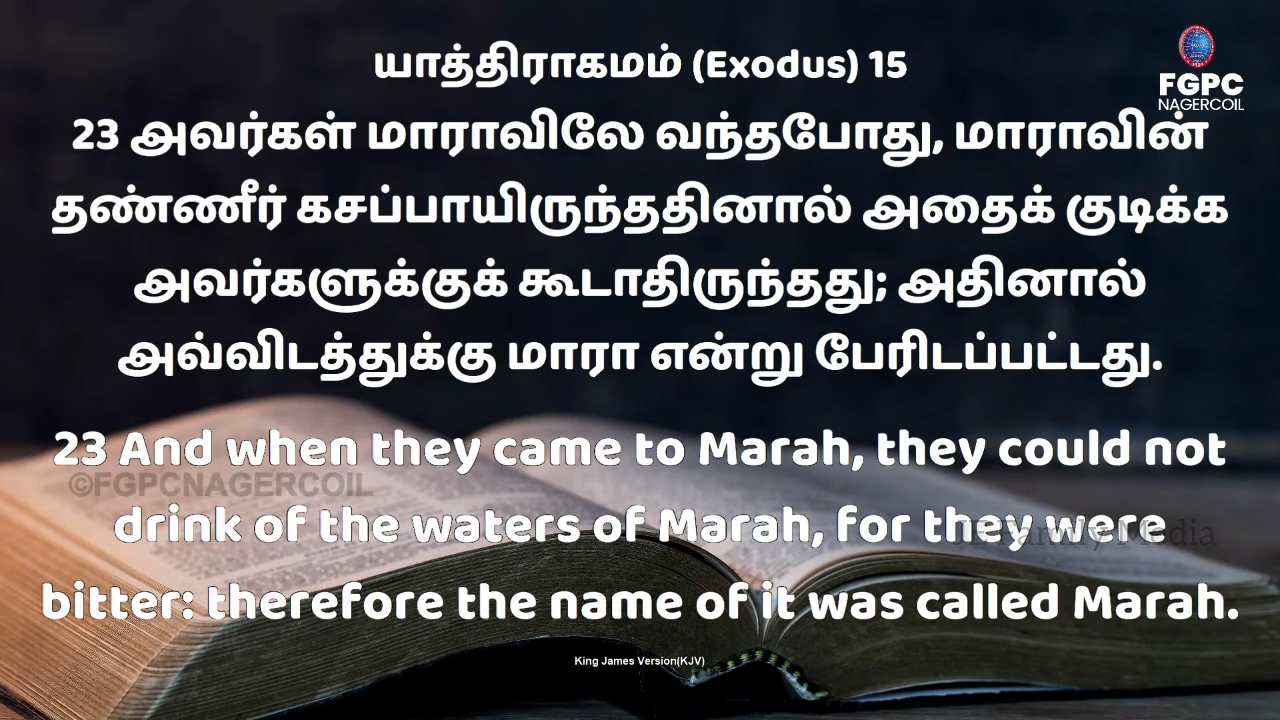 யாத்திராகமம் (Exodus) 15
FGPC
NAGERCOIL
23 அவர்கள் மாராவிலே வந்தபோது, மாராவின்
தண்ணீர் கசப்பாயிருந்ததினால் அதைக் குடிக்க
அவர்களுக்குக் கூடாதிருந்தது; அதினால்
அவ்விடத்துக்கு மாரா என்று பேரிடப்பட்டது.
23 And when they came to Marah, they could not
©FGPCNAGERCOIL
drink of the waters of Marah, for they were
Family Media
bitter: therefore the name of it was called Marah.
King James Version(KJV)